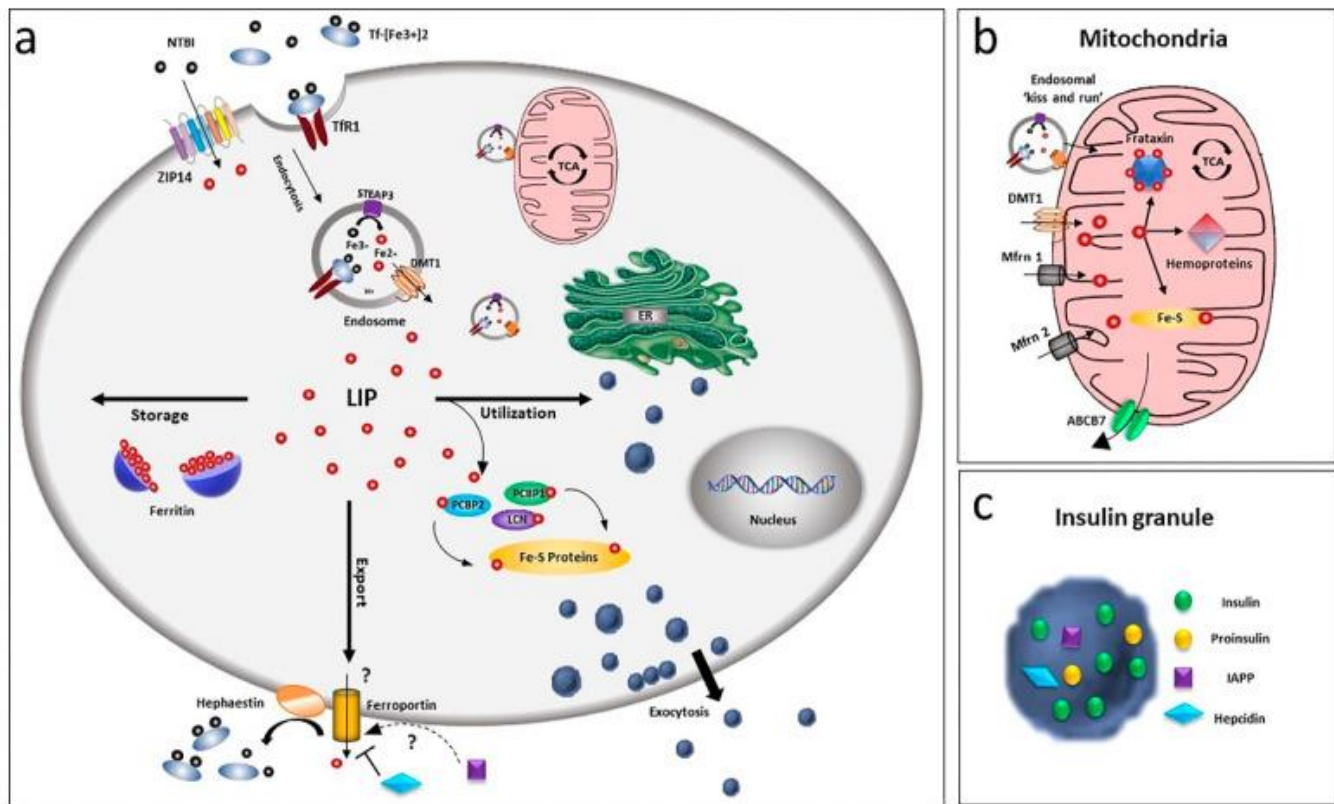 a
NTBI
Tf-[Fe3+]2
TfR1
ZIP14
Endocytosis
STEAP3
Fe3+
Fe2+
DMT1
H+
Endosome
TCA
ER
LIP
Storage
Utilization
Ferritin
PCBP2
PCBP1
LCN
Fe-S Proteins
Nucleus
Export
?
Hephaestin
Ferroportin
?
Exocytosis
b
Mitochondria
Endosomal
'kiss and run'
Frataxin
TCA
DMT1
Mfrn 1
Hemoproteins
Mfrn 2
Fe-S
ABCB7
c
Insulin granule
Insulin
Proinsulin
IAPP
Hepcidin